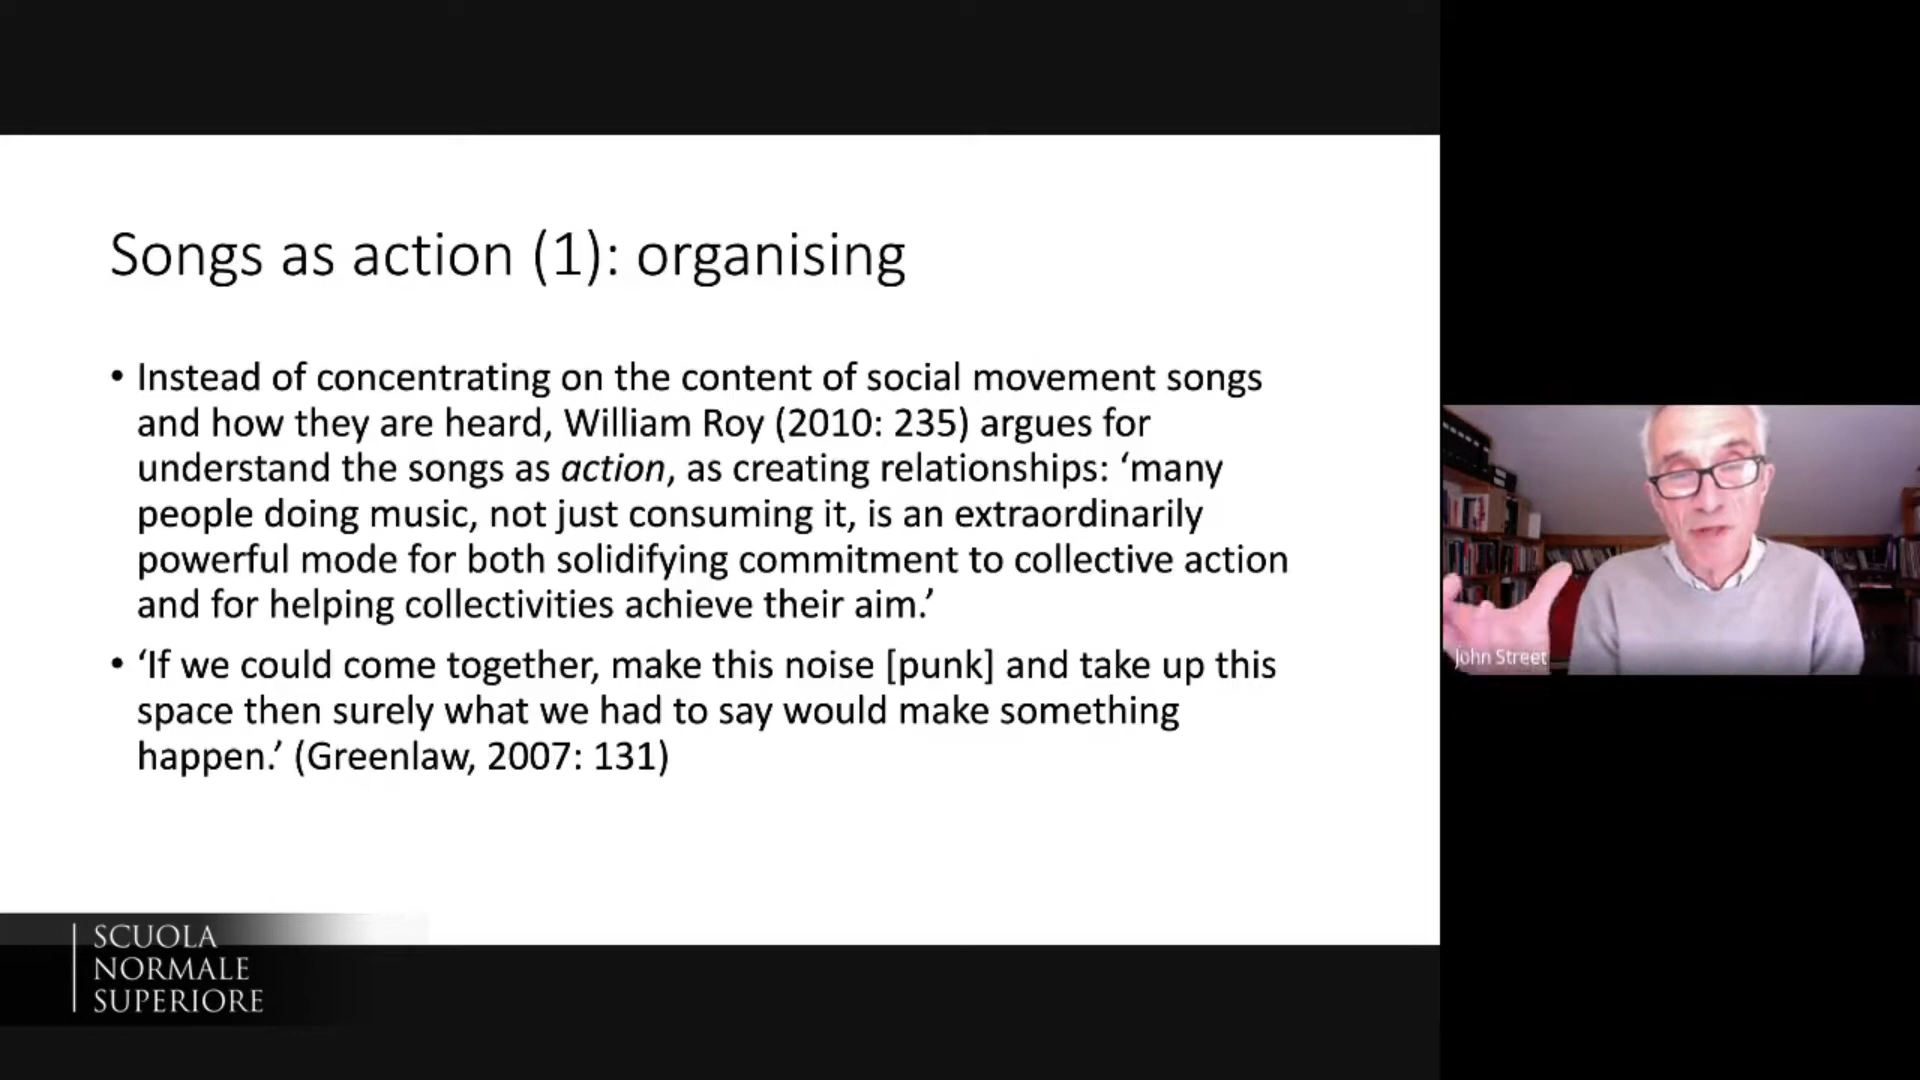 Songs as action (1): organising
• Instead of concentrating on the content of social movement songs
and how they are heard, William Roy (2010: 235) argues for
understand the songs as action, as creating relationships: ‘many
people doing music, not just consuming it, is an extraordinarily
powerful mode for both solidifying commitment to collective action
and for helping collectivities achieve their aim.’
• ‘If we could come together, make this noise [punk] and take up this
space then surely what we had to say would make something
happen.’ (Greenlaw, 2007: 131)
John Street
SCUOLA
NORMALE
SUPERIORE